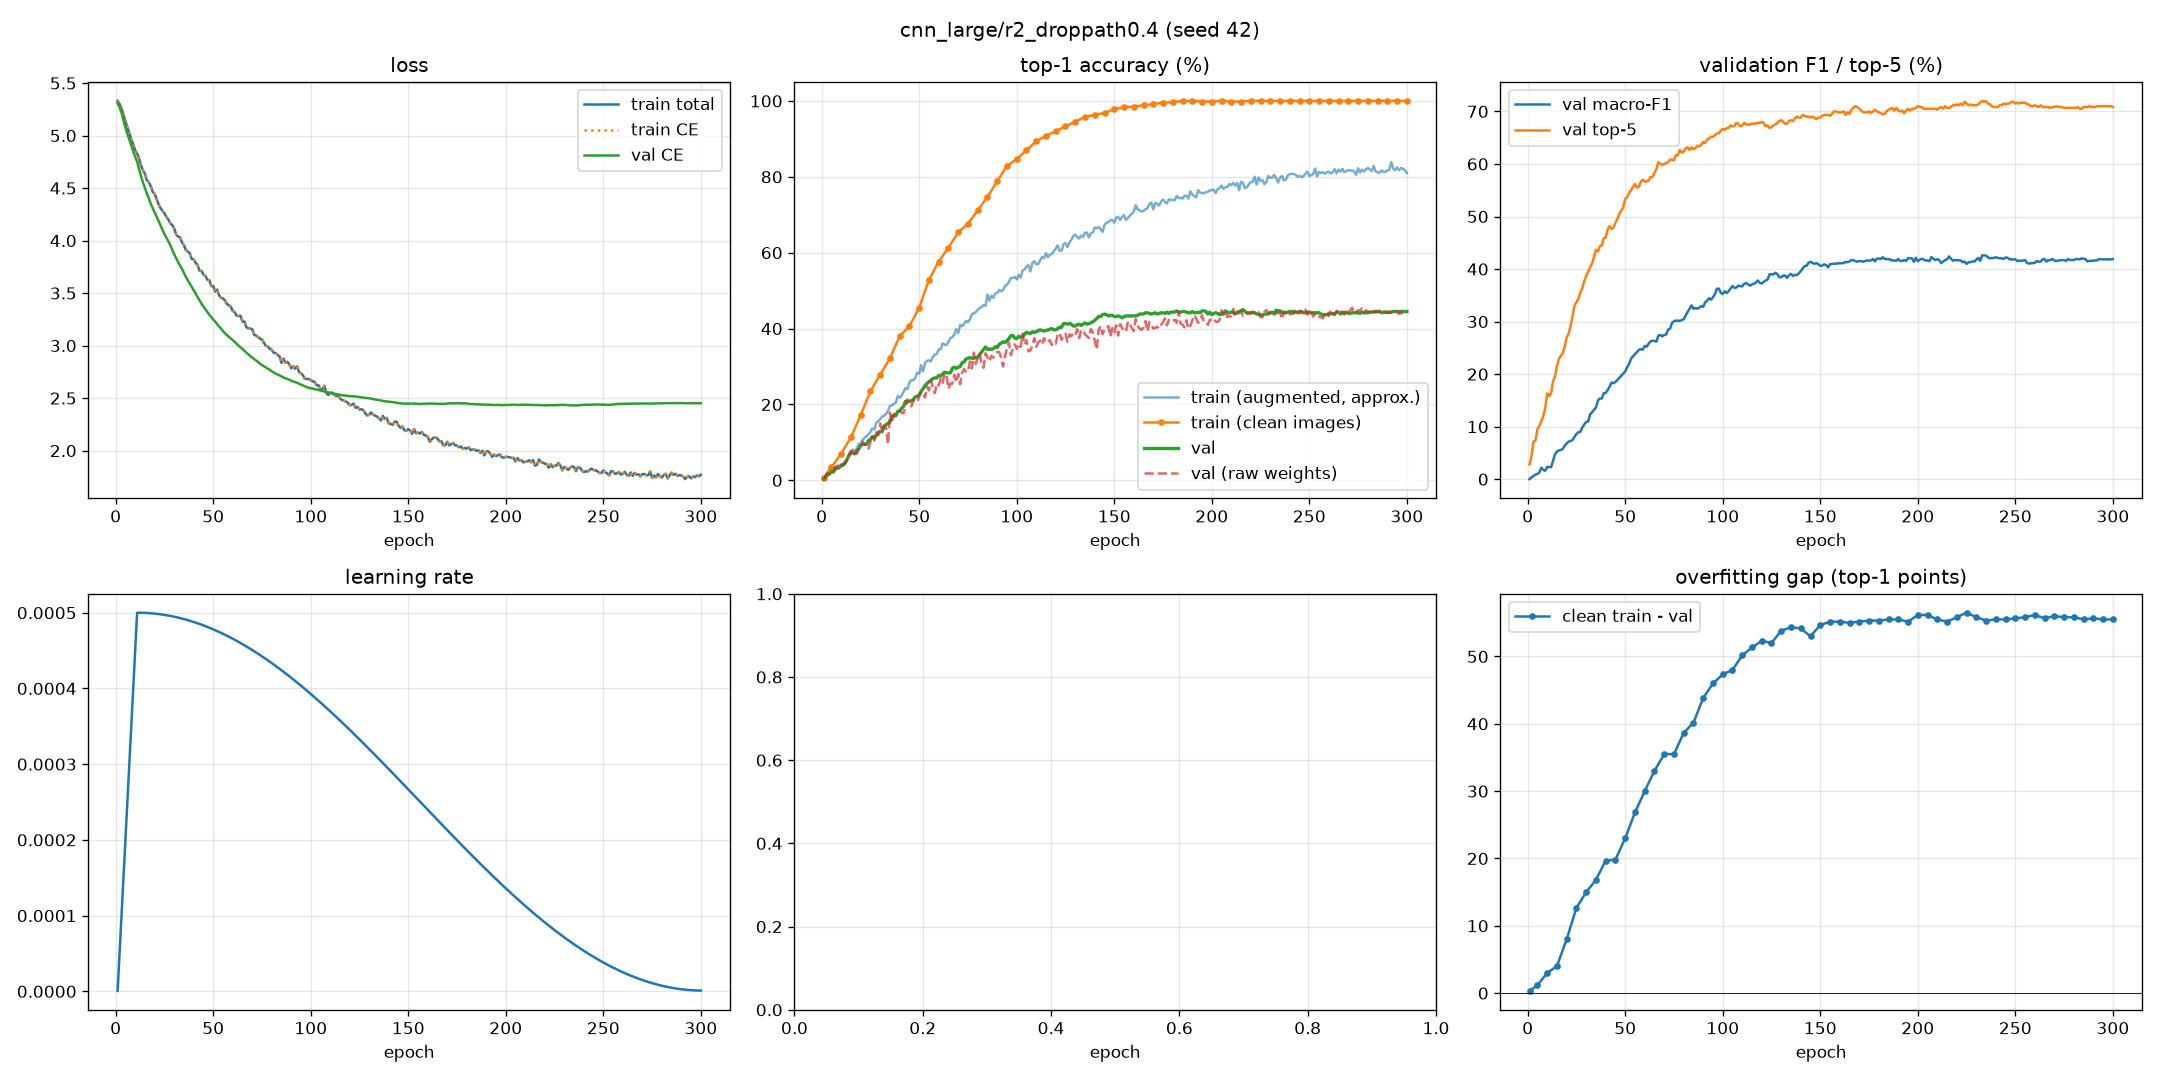 cnn_large/r2_droppath0.4 (seed 42)
loss
5.5
5.0
4.5
4.0
3.5
3.0
2.5
2.0
train total
train CE
val CE
0 50 100 150 200 250 300
epoch
top-1 accuracy (%)
100
80
60
40
20
0
train (augmented, approx.)
train (clean images)
val
val (raw weights)
0 50 100 150 200 250 300
epoch
validation F1 / top-5 (%)
val macro-F1
val top-5
70
60
50
40
30
20
10
0
0 50 100 150 200 250 300
epoch
learning rate
0.0005
0.0004
0.0003
0.0002
0.0001
0.0000
0 50 100 150 200 250 300
epoch
1.0
0.8
0.6
0.4
0.2
0.0
0.0 0.2 0.4 0.6 0.8 1.0
epoch
overfitting gap (top-1 points)
clean train - val
50
40
30
20
10
0
0 50 100 150 200 250 300
epoch